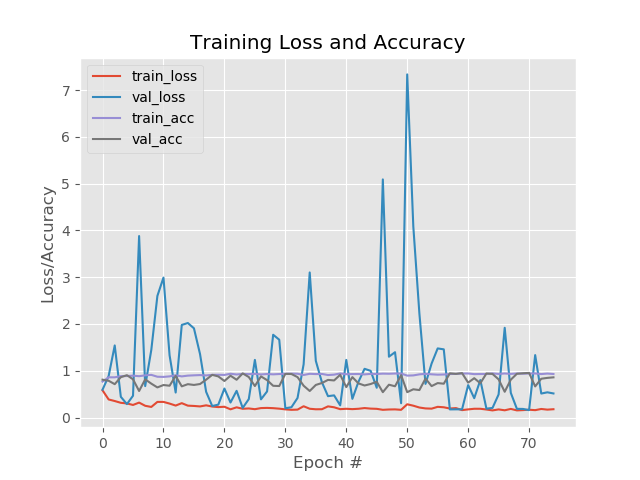 Training Loss and Accuracy
train_loss
val_loss
train_acc
val_acc
Loss/Accuracy
7
6
5
4
3
2
1
0
0 10 20 30 40 50 60 70
Epoch #